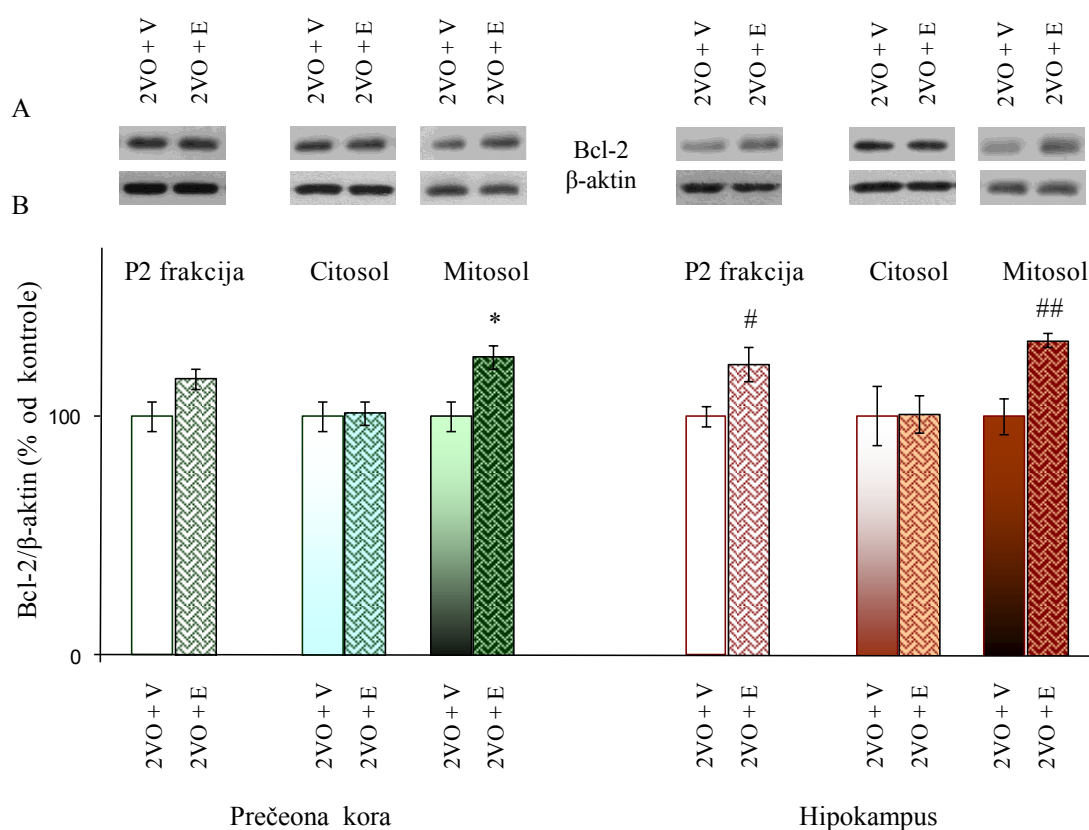 2VO + V
2VO + E
2VO + V
2VO + E
2VO + V
2VO + E
2VO + V
2VO + E
2VO + V
2VO + E
2VO + V
2VO + E
A
Bcl-2
β-aktin
B
P2 frakcija
Citosol
Mitosol
P2 frakcija
Citosol
Mitosol
*
#
##
Bcl-2/β-aktin (% od kontrole)
100
0
2VO + V
2VO + E
2VO + V
2VO + E
2VO + V
2VO + E
2VO + V
2VO + E
2VO + V
2VO + E
2VO + V
2VO + E
Prečeona kora
Hipokampus